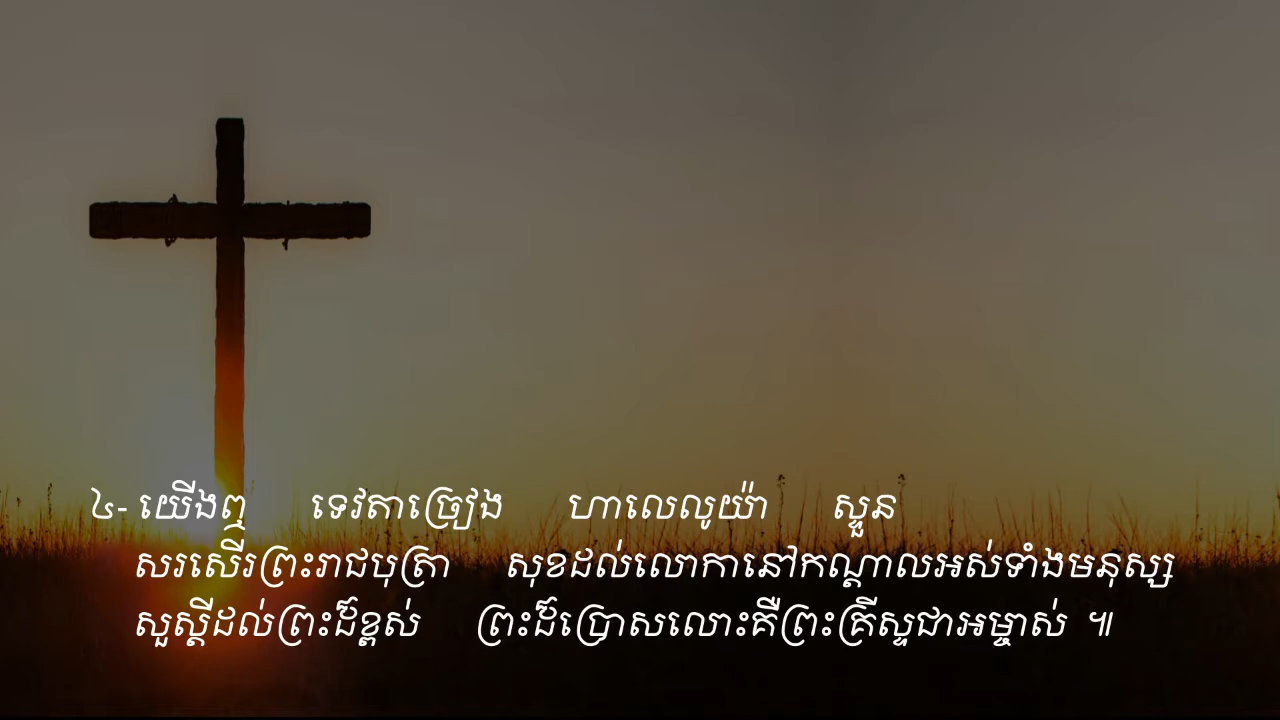 ៤- យើងឮ ទេវតាច្រៀង ហាលេលូយ៉ា ស្ទួន
សរសើរព្រះរាជបុត្រា សុខដល់លោកានៅកណ្ដាលអស់ទាំងមនុស្ស
សួស្ដីដល់ព្រះដ៏ខ្ពស់ ព្រះដ៏ប្រោសលោះគឺព្រះគ្រីស្ទជាអម្ចាស់ ៕